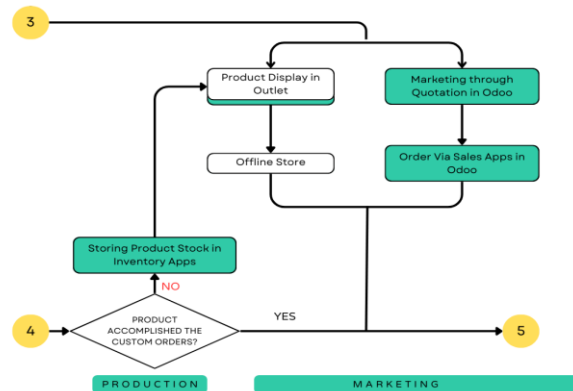 3
Product Display in
Outlet
Marketing through
Quotation in Odoo
Offline Store
Order Via Sales Apps in
Odoo
Storing Product Stock in
Inventory Apps
NO
4
PRODUCT
ACCOMPLISHED THE
CUSTOM ORDERS?
YES
5
PRODUCTION
MARKETING